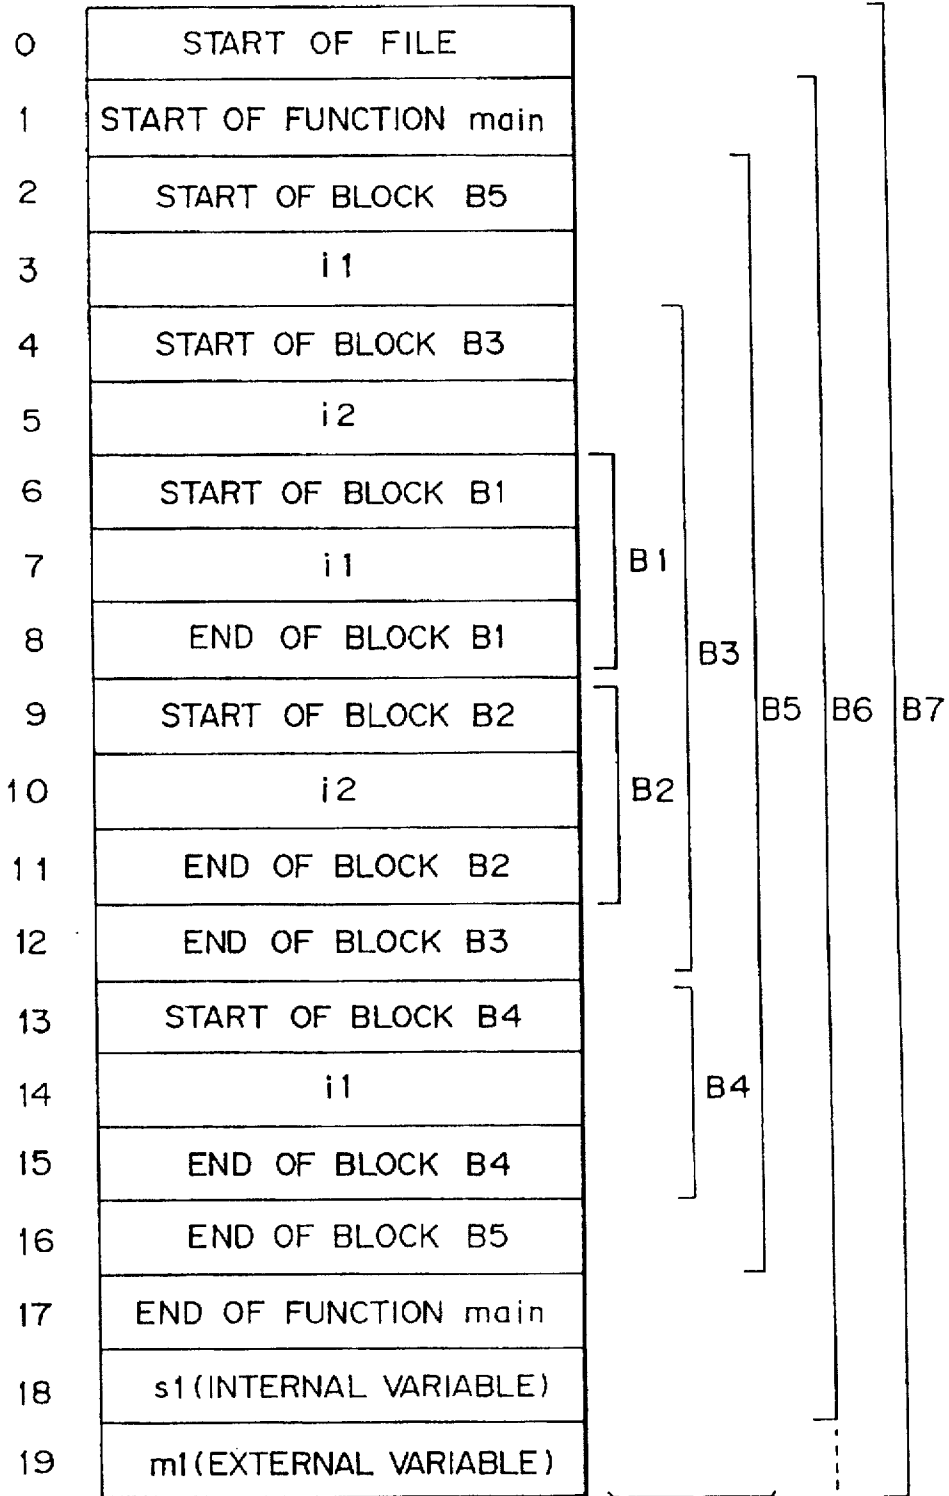 0 START OF FILE
1 START OF FUNCTION main
2 START OF BLOCK B5
3 i1
4 START OF BLOCK B3
5 i2
6 START OF BLOCK B1
7 i1 B1
8 END OF BLOCK B1
B3
9 START OF BLOCK B2 B5 B6 B7
10 i2 B2
11 END OF BLOCK B2
12 END OF BLOCK B3
13 START OF BLOCK B4
14 i1 B4
15 END OF BLOCK B4
16 END OF BLOCK B5
17 END OF FUNCTION main
18 s1(INTERNAL VARIABLE)
19 m1(EXTERNAL VARIABLE)